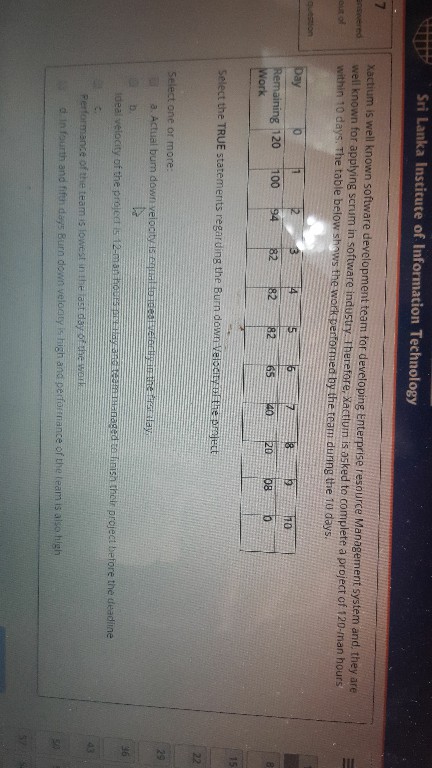 Sri Lanka Institute of Information Technology
7
answered
out of
question
Xactium is well known software development team for developing Enterprise resource Management system and, they are
well known for applying scrum in software industry. Therefore, Xactium is asked to complete a project of 120-man hours
within 10 days. The table below shows the work performed by the team during the 10 days.
Day 0 1 2 3 4 5 6 7 8 9 10
Remaining Work 120 100 94 82 82 82 65 40 20 08 0
Select the TRUE statements regarding the Burn down Velocity of the project
Select one or more:
a. Actual burn down velocity is equal to ideal velocity in the first day.
b.
Ideal velocity of the project is 12-man-hours per day and team managed to finish their project before the deadline
c.
Performance of the team is lowest in the last day of the work
d. In fourth and fifth days Burn down velocity is high and performance of the team is also high
1
8
15
22
29
36
43
50
57